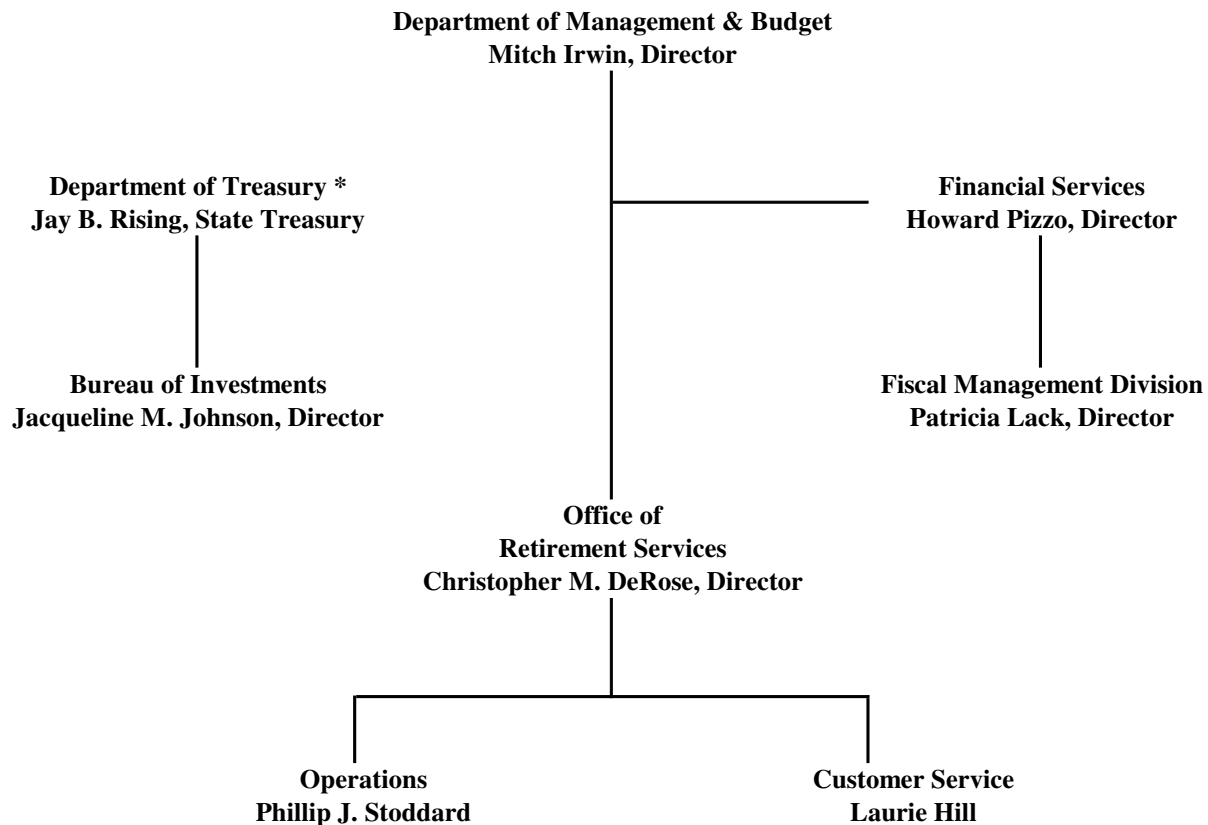 Department of Management & Budget
Mitch Irwin, Director
Department of Treasury *
Jay B. Rising, State Treasury
Financial Services
Howard Pizzo, Director
Bureau of Investments
Jacqueline M. Johnson, Director
Fiscal Management Division
Patricia Lack, Director
Office of
Retirement Services
Christopher M. DeRose, Director
Operations
Phillip J. Stoddard
Customer Service
Laurie Hill